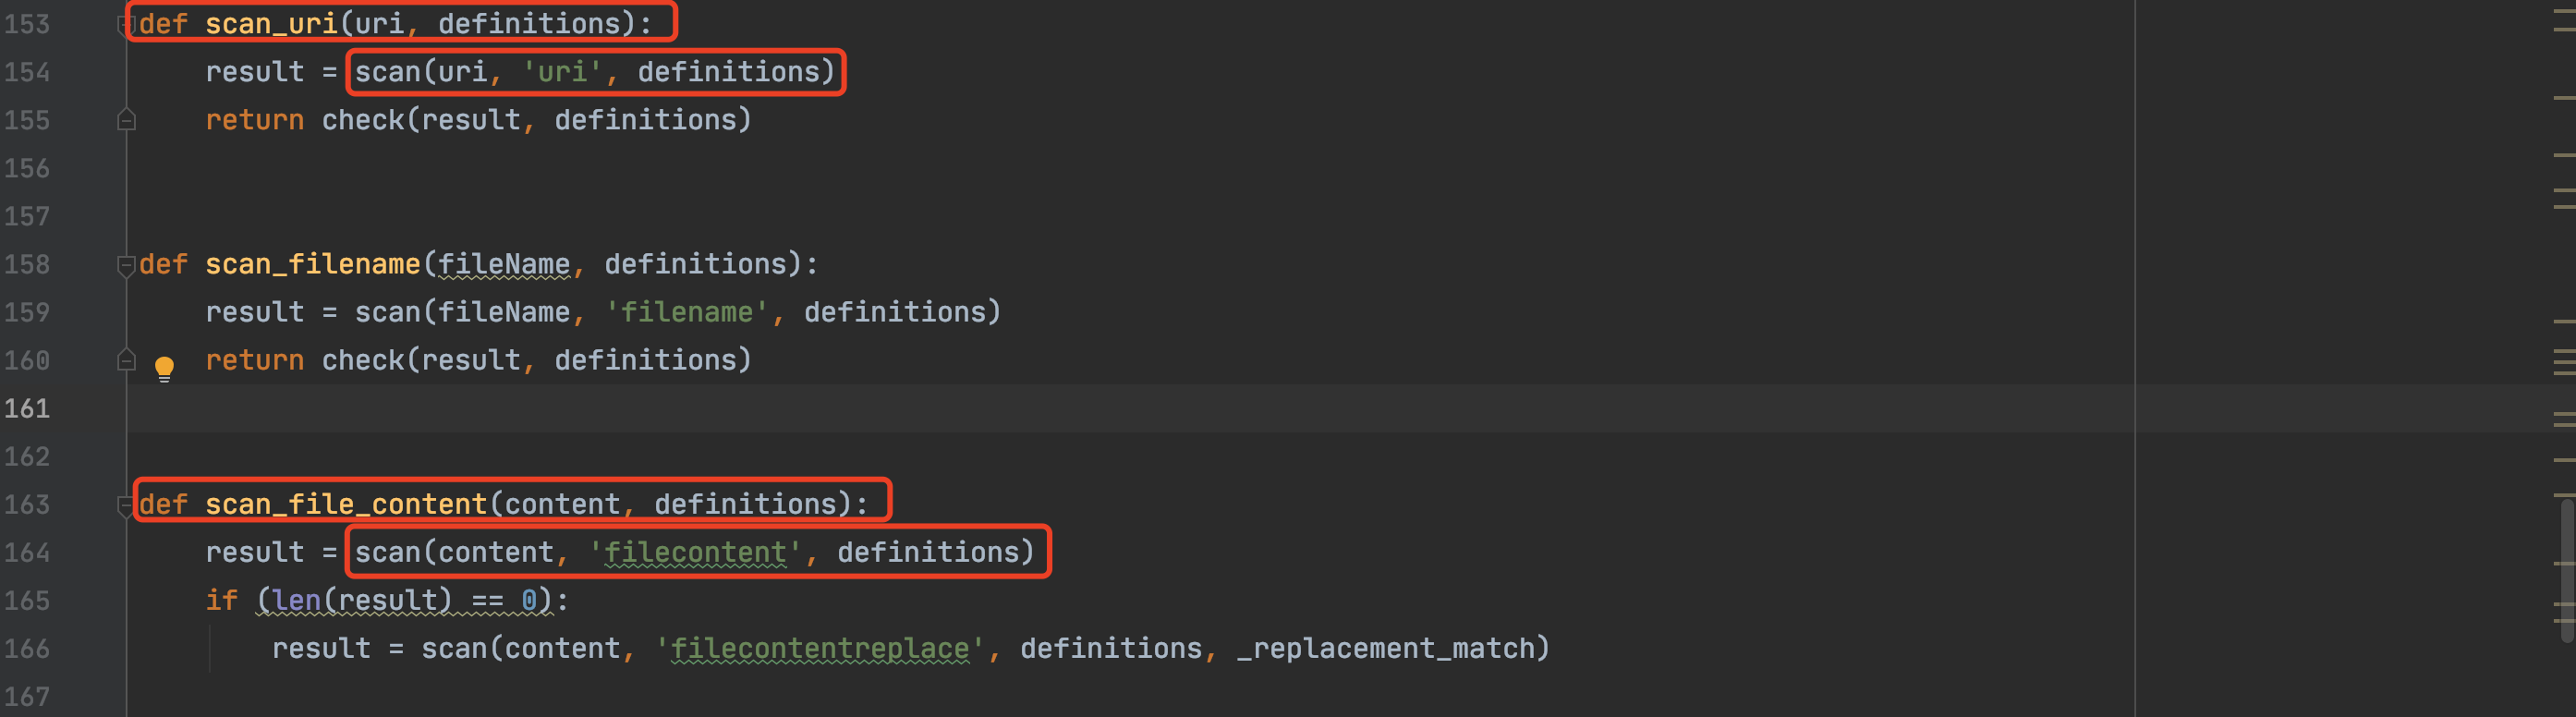 153 def scan_uri(uri, definitions):
154 result = scan(uri, 'uri', definitions)
155 return check(result, definitions)
156
157
158 def scan_filename(fileName, definitions):
159 result = scan(fileName, 'filename', definitions)
160 return check(result, definitions)
161
162
163 def scan_file_content(content, definitions):
164 result = scan(content, 'filecontent', definitions)
165 if (len(result) == 0):
166 result = scan(content, 'filecontentreplace', definitions, _replacement_match)
167